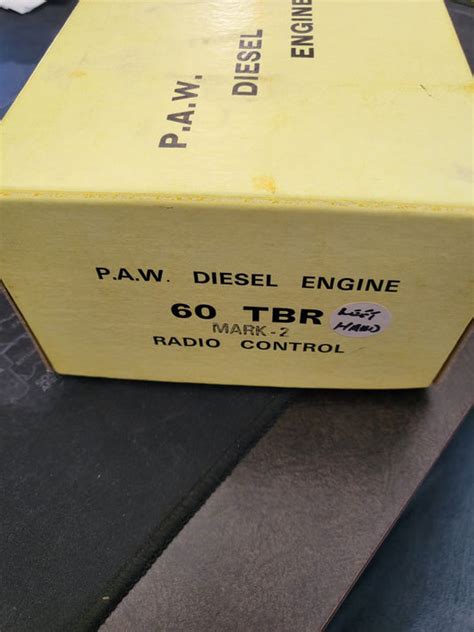 P.A.W.
DIESEL
ENGINE
P.A.W. DIESEL ENGINE
60 TBR
LEFT
HAND
MARK-2
RADIO CONTROL